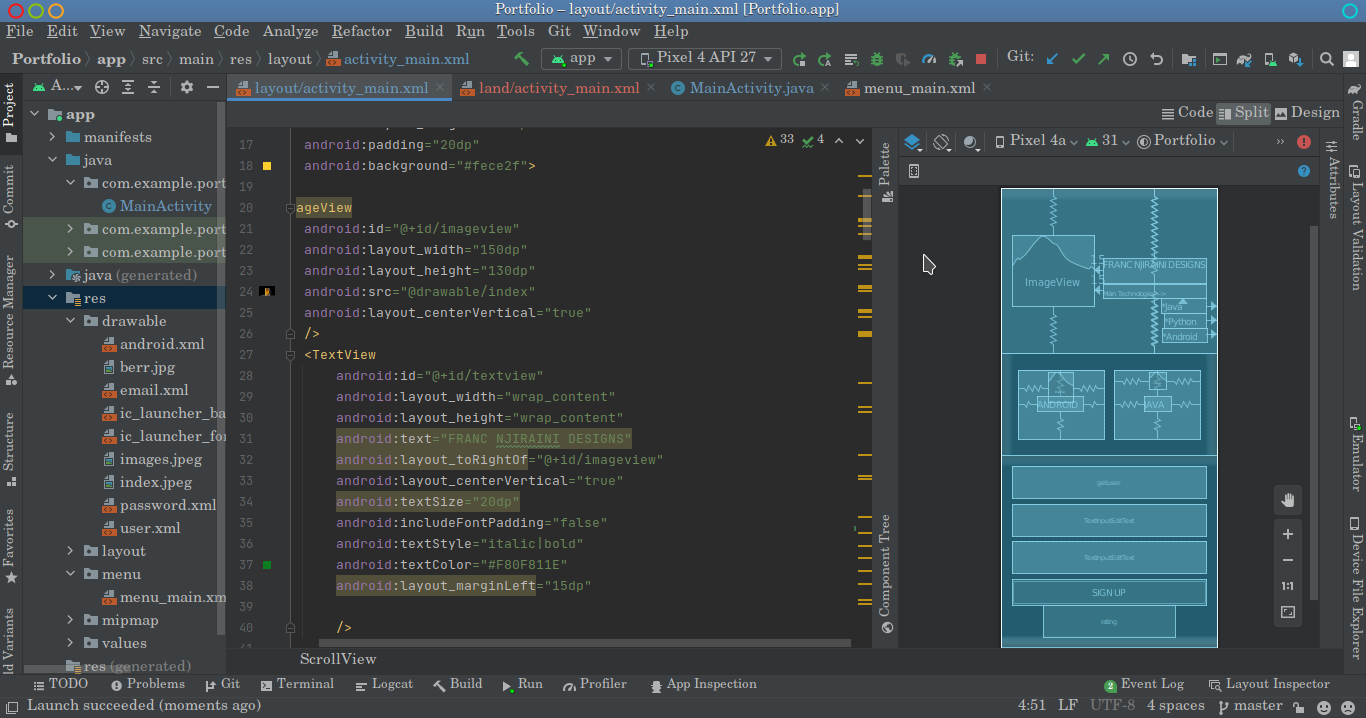 Portfolio – layout/activity_main.xml [Portfolio.app]
File Edit View Navigate Code Analyze Refactor Build Run Tools Git Window Help
Portfolio app src main res layout activity_main.xml app Pixel 4 API 27 Git:
Project
Commit
Resource Manager
Structure
Favorites
ld Variants
A...
app
manifests
java
com.example.port
MainActivity
com.example.port
com.example.port
java (generated)
res
drawable
android.xml
berr.jpg
email.xml
ic_launcher_ba
ic_launcher_for
images.jpeg
index.jpeg
password.xml
user.xml
layout
menu
menu_main.xm
mipmap
values
res (generated)
layout/activity_main.xml land/activity_main.xml MainActivity.java menu_main.xml
Code Split Design
33 4
17 android:padding="20dp"
18 android:background="#fece2f">
19
20 ageView
21 android:id="@+id/imageview"
22 android:layout_width="150dp"
23 android:layout_height="130dp"
24 android:src="@drawable/index"
25 android:layout_centerVertical="true"
26 />
27 <TextView
28 android:id="@+id/textview"
29 android:layout_width="wrap_content"
30 android:layout_height="wrap_content"
31 android:text="FRANC NJIRAINI DESIGNS"
32 android:layout_toRightOf="@+id/imageview"
33 android:layout_centerVertical="true"
34 android:textSize="20dp"
35 android:includeFontPadding="false"
36 android:textStyle="italic|bold"
37 android:textColor="#F80F811E"
38 android:layout_marginLeft="15dp"
39
40 />
ScrollView
Palette
Component Tree
Pixel 4a 31 Portfolio »
?
ImageView
FRANC NJIRAINI DESIGNS
*Java
*Python
*Android
ANDROID
JAVA
getuser
TextInputEditText
TextInputEditText
SIGN UP
rating
1:1
Attributes
Gradle
Layout Validation
Emulator
Device File Explorer
TODO Problems Git Terminal Logcat Build Run Profiler App Inspection 2 Event Log Layout Inspector
Launch succeeded (moments ago) 4:51 LF UTF-8 4 spaces master